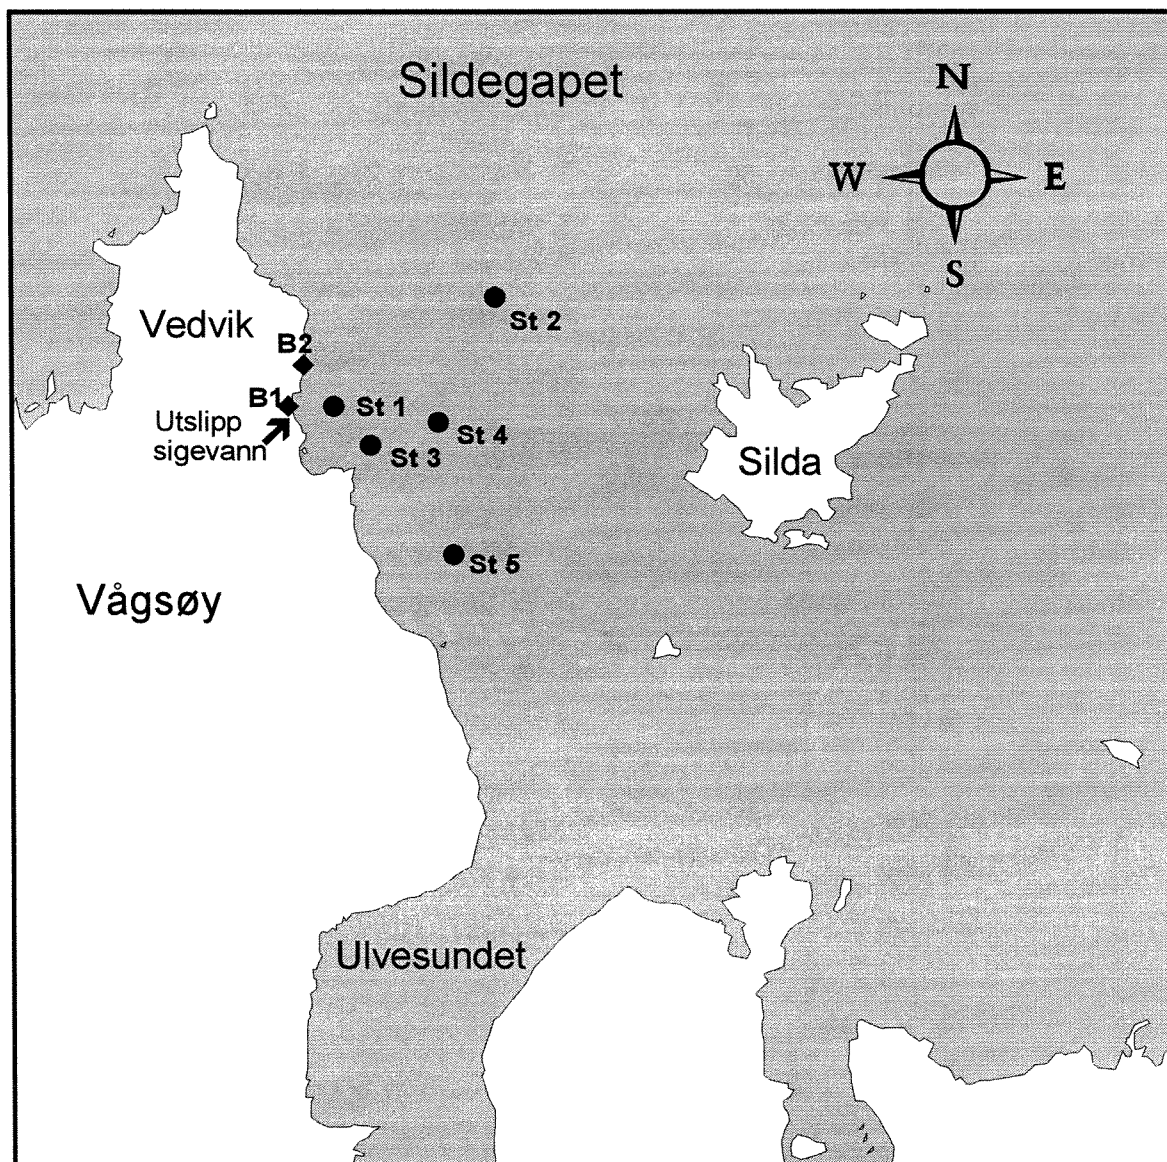 Sildegapet
N
W
E
S
St 2
Vedvik
B2
B1
St 1
Utslipp
sigevann
St 4
St 3
Silda
St 5
Vågsøy
Ulvesundet